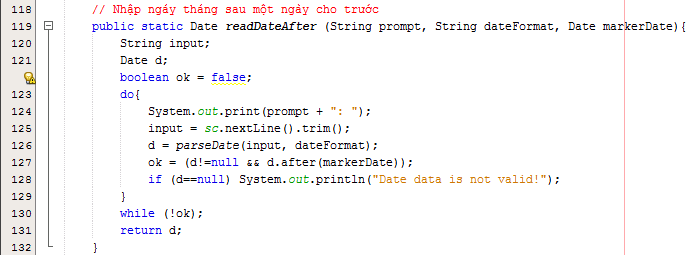 118 // Nhập ngáy tháng sau một ngày cho trước
119 public static Date readDateAfter (String prompt, String dateFormat, Date markerDate){
120 String input;
121 Date d;
boolean ok = false;
123 do{
124 System.out.print(prompt + ": ");
125 input = sc.nextLine().trim();
126 d = parseDate(input, dateFormat);
127 ok = (d!=null && d.after(markerDate));
128 if (d==null) System.out.println("Date data is not valid!");
129 }
130 while (!ok);
131 return d;
132 }